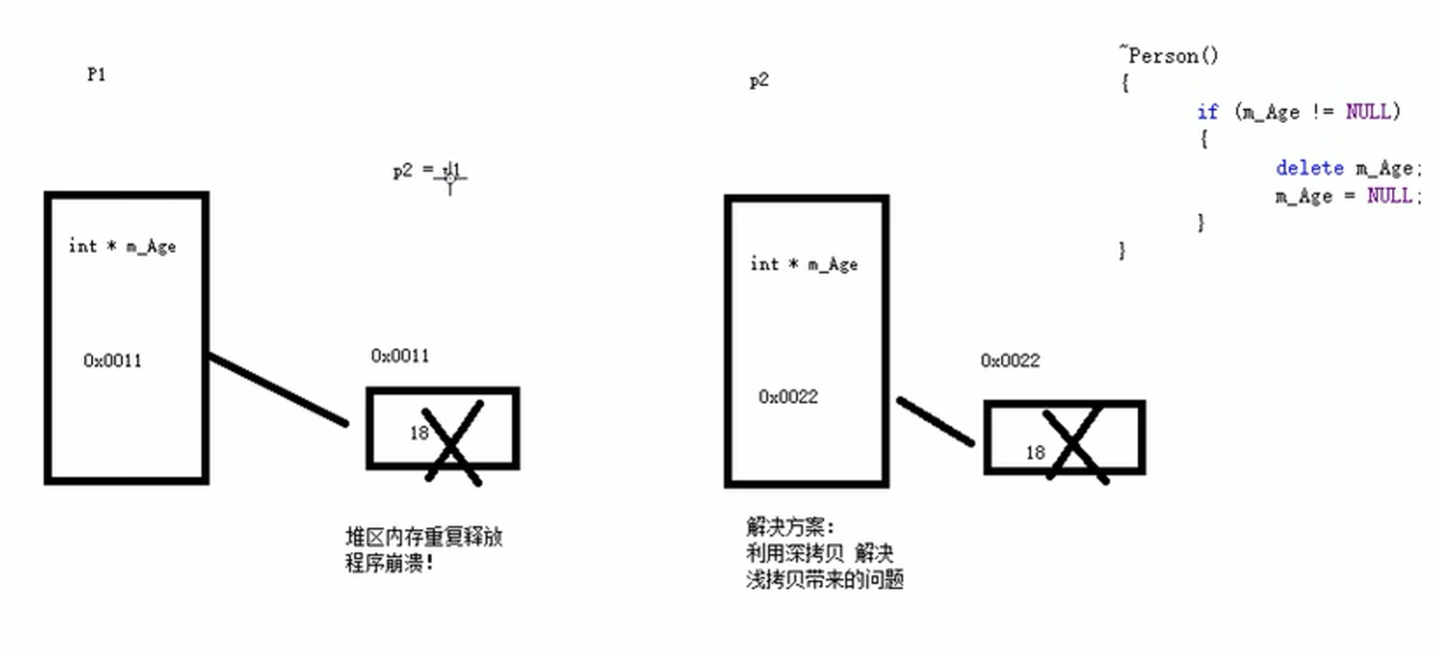 P1
p2 =
int * m_Age
0x0011
0x0011
18
堆区内存重复释放
程序崩溃!
p2
int * m_Age
0x0022
0x0022
18
解决方案:
利用深拷贝 解决
浅拷贝带来的问题
~Person()
{
if (m_Age != NULL)
{
delete m_Age;
m_Age = NULL;
}
}